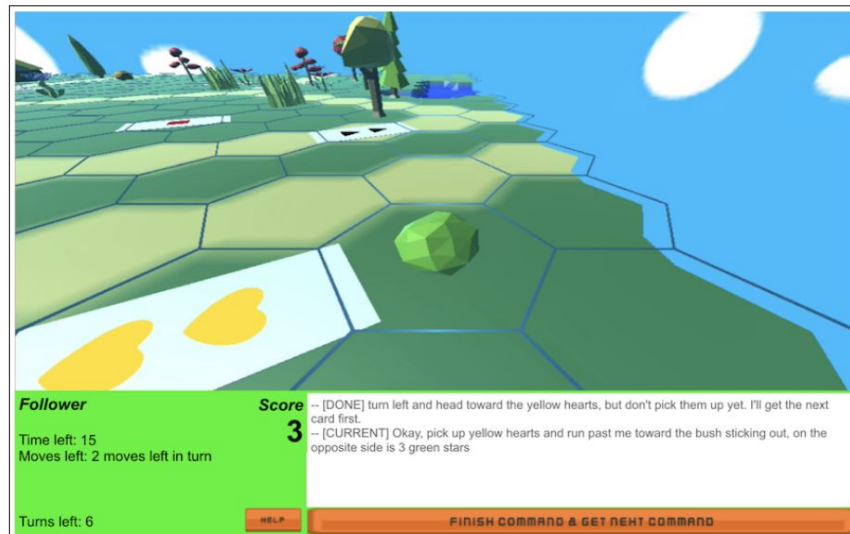 Follower
Score
3
Time left: 15
Moves left: 2 moves left in turn
Turns left: 6
HELP
-- [DONE] turn left and head toward the yellow hearts, but don't pick them up yet. I'll get the next
card first.
-- [CURRENT] Okay, pick up yellow hearts and run past me toward the bush sticking out, on the
opposite side is 3 green stars
FINISH COMMAND & GET NEXT COMMAND